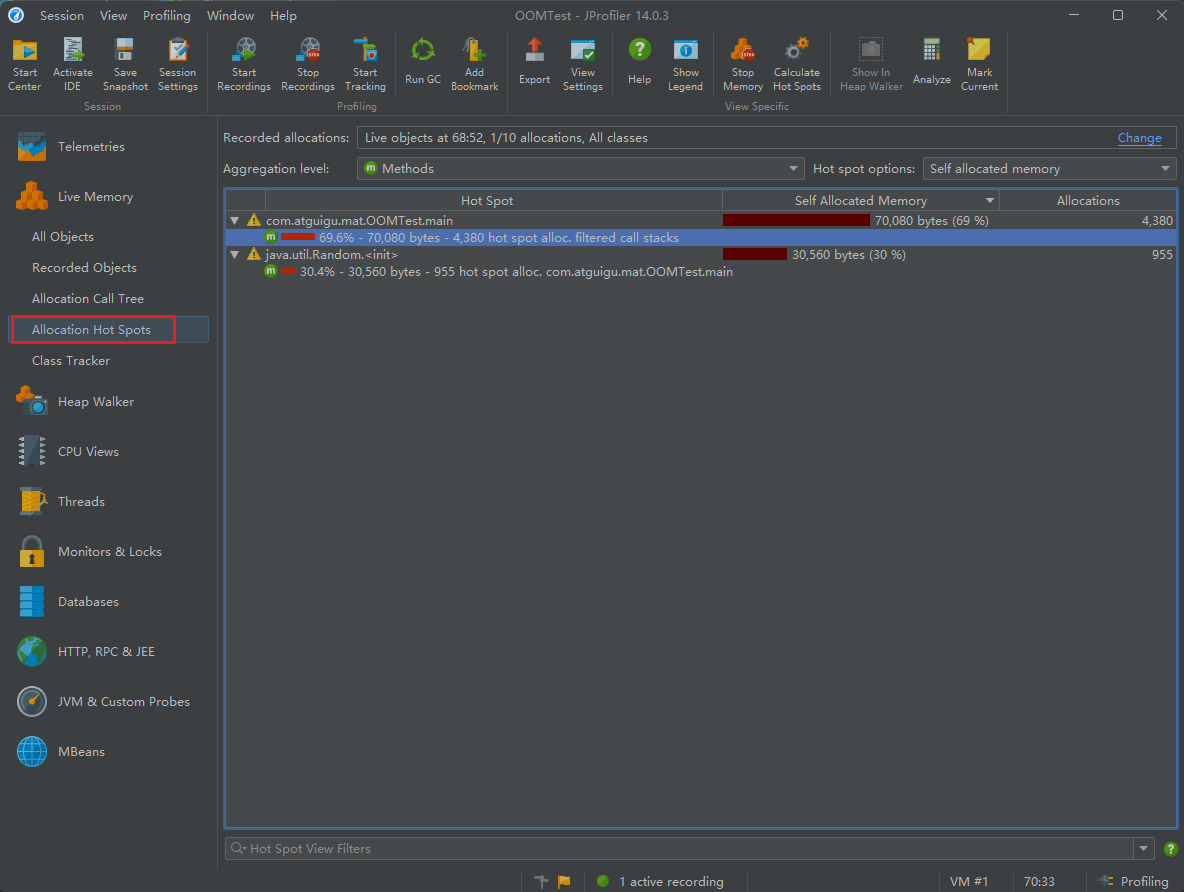 OOMTest - JProfiler 14.0.3
Session View Profiling Window Help
Start Center
Activate IDE
Save Snapshot
Session Settings
Start Recordings
Stop Recordings
Start Tracking
Run GC
Add Bookmark
Export
View Settings
Help
Show Legend
Stop Memory
Calculate Hot Spots
Show In Heap Walker
Analyze
Mark Current
Session
Profiling
View Specific
Telemetries
Live Memory
All Objects
Recorded Objects
Allocation Call Tree
Allocation Hot Spots
Class Tracker
Heap Walker
CPU Views
Threads
Monitors & Locks
Databases
HTTP, RPC & JEE
JVM & Custom Probes
MBeans
Recorded allocations: Live objects at 68:52, 1/10 allocations, All classes Change
Aggregation level: m Methods Hot spot options: Self allocated memory
Hot Spot Self Allocated Memory Allocations
com.atguigu.mat.OOMTest.main 70,080 bytes (69 %) 4,380
m 69.6% - 70,080 bytes - 4,380 hot spot alloc. filtered call stacks
java.util.Random.<init> 30,560 bytes (30 %) 955
m 30.4% - 30,560 bytes - 955 hot spot alloc. com.atguigu.mat.OOMTest.main
Hot Spot View Filters
1 active recording VM #1 70:33 Profiling